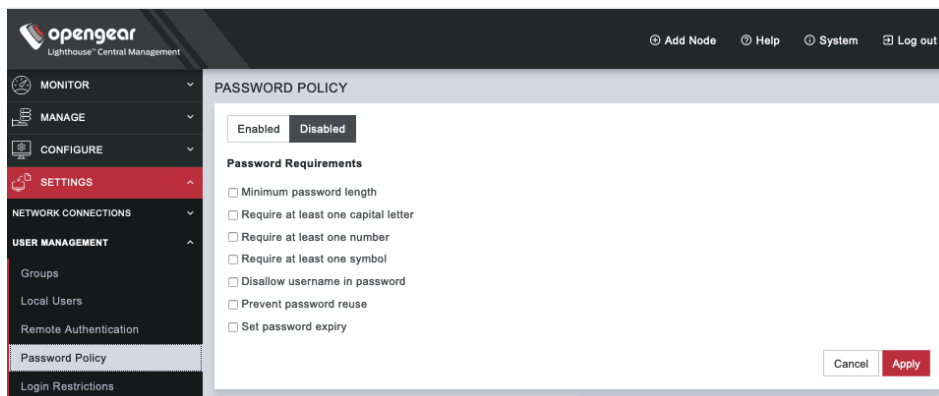 opengear
Lighthouse™ Central Management
Add Node
Help
System
Log out
MONITOR
MANAGE
CONFIGURE
SETTINGS
NETWORK CONNECTIONS
USER MANAGEMENT
Groups
Local Users
Remote Authentication
Password Policy
Login Restrictions
PASSWORD POLICY
Enabled
Disabled
Password Requirements
Minimum password length
Require at least one capital letter
Require at least one number
Require at least one symbol
Disallow username in password
Prevent password reuse
Set password expiry
Cancel
Apply